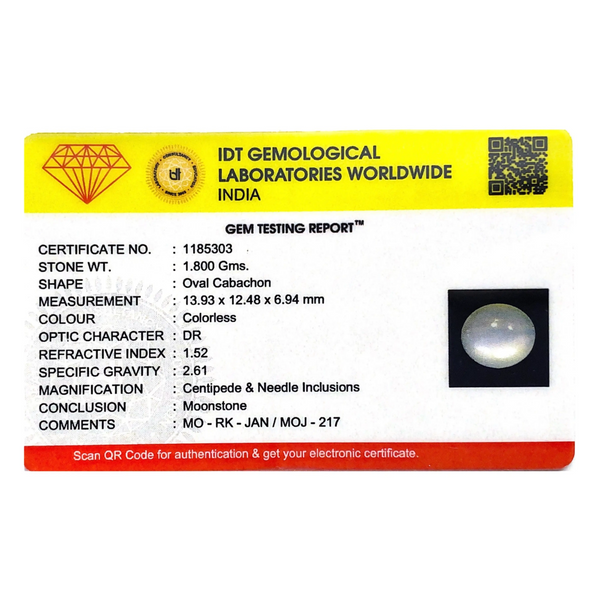 IDT GEMOLOGICAL
LABORATORIES WORLDWIDE
INDIA
GEM TESTING REPORT™
CERTIFICATE NO. : 1185303
STONE WT. : 1.800 Gms.
SHAPE : Oval Cabachon
MEASUREMENT : 13.93 x 12.48 x 6.94 mm
COLOUR : Colorless
OPTIC CHARACTER : DR
REFRACTIVE INDEX : 1.52
SPECIFIC GRAVITY : 2.61
MAGNIFICATION : Centipede & Needle Inclusions
CONCLUSION : Moonstone
COMMENTS : MO - RK - JAN / MOJ - 217
Scan QR Code for authentication & get your electronic certificate.